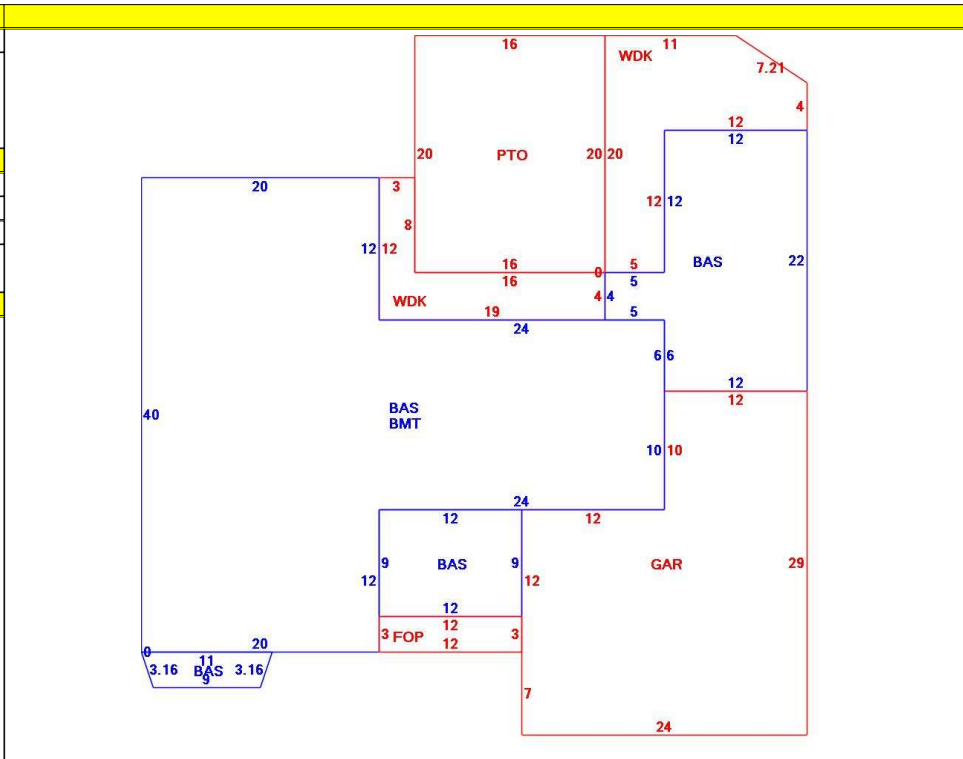 16 11
WDK
7.21
4
12
12
20 PTO 20 20
20 3
12 12
8
BAS 22
12 12
16 0 5
16 5
WDK 4 4
19 5
24
6 6
12
12
40 BAS
BMT
10 10
24
12 12
9 BAS 9 GAR 29
12 12
12
12
3 FOP 12 3
0 20
11
3.16 BAS 3.16
9
7
24